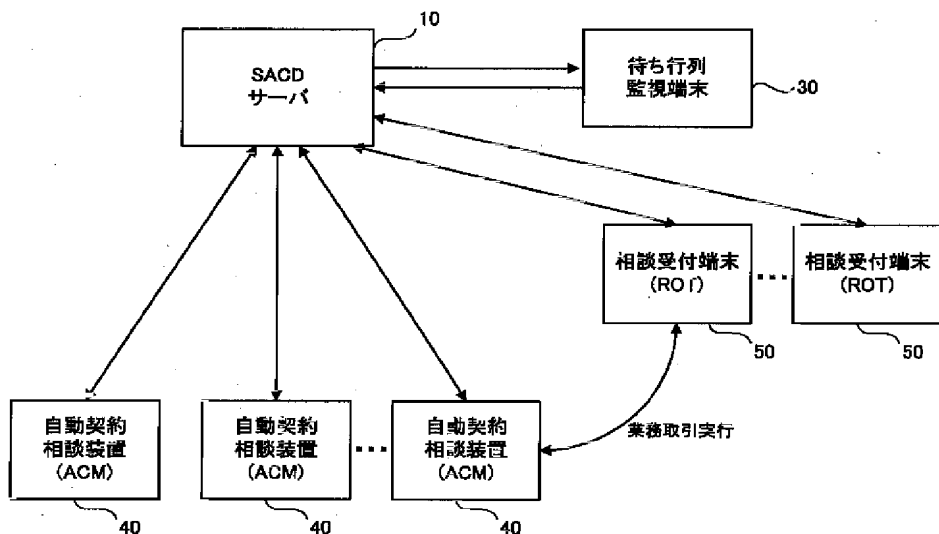 10
SACD
サーバ
待ち行列
監視端末
30
相談受付端末
(ROT)
相談受付端末
(ROT)
50
50
自動契約
相談装置
(ACM)
自動契約
相談装置
(ACM)
自動契約
相談装置
(ACM)
業務取引実行
40
40
40